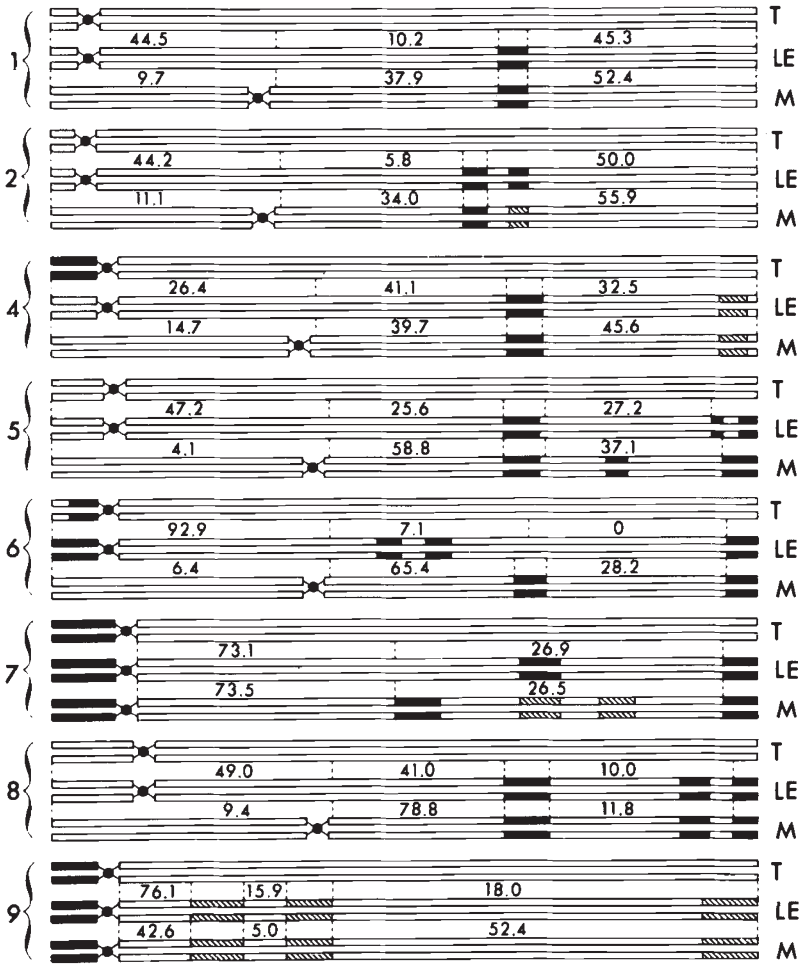 T
44.5 10.2 45.3
1 LE
9.7 37.9 52.4
M
T
44.2 5.8 50.0
2 LE
11.1 34.0 55.9
M
T
26.4 41.1 32.5
4 LE
14.7 39.7 45.6
M
T
47.2 25.6 27.2
5 LE
4.1 58.8 37.1
M
T
92.9 7.1 0
6 LE
6.4 65.4 28.2
M
T
73.1 26.9
7 LE
73.5 26.5
M
T
49.0 41.0 10.0
8 LE
9.4 78.8 11.8
M
T
76.1 15.9 18.0
9 LE
42.6 5.0 52.4
M